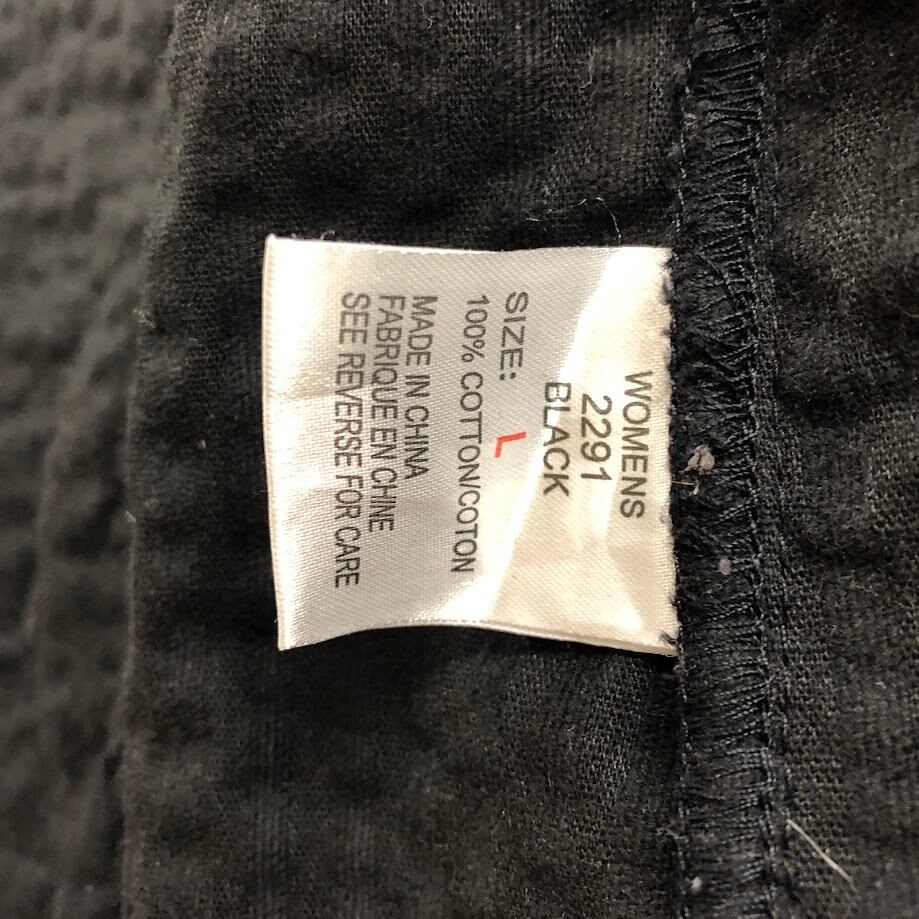 WOMENS
2291
BLACK
SIZE: L
100% COTTON/COTON
MADE IN CHINA
FABRIQUE EN CHINE
SEE REVERSE FOR CARE